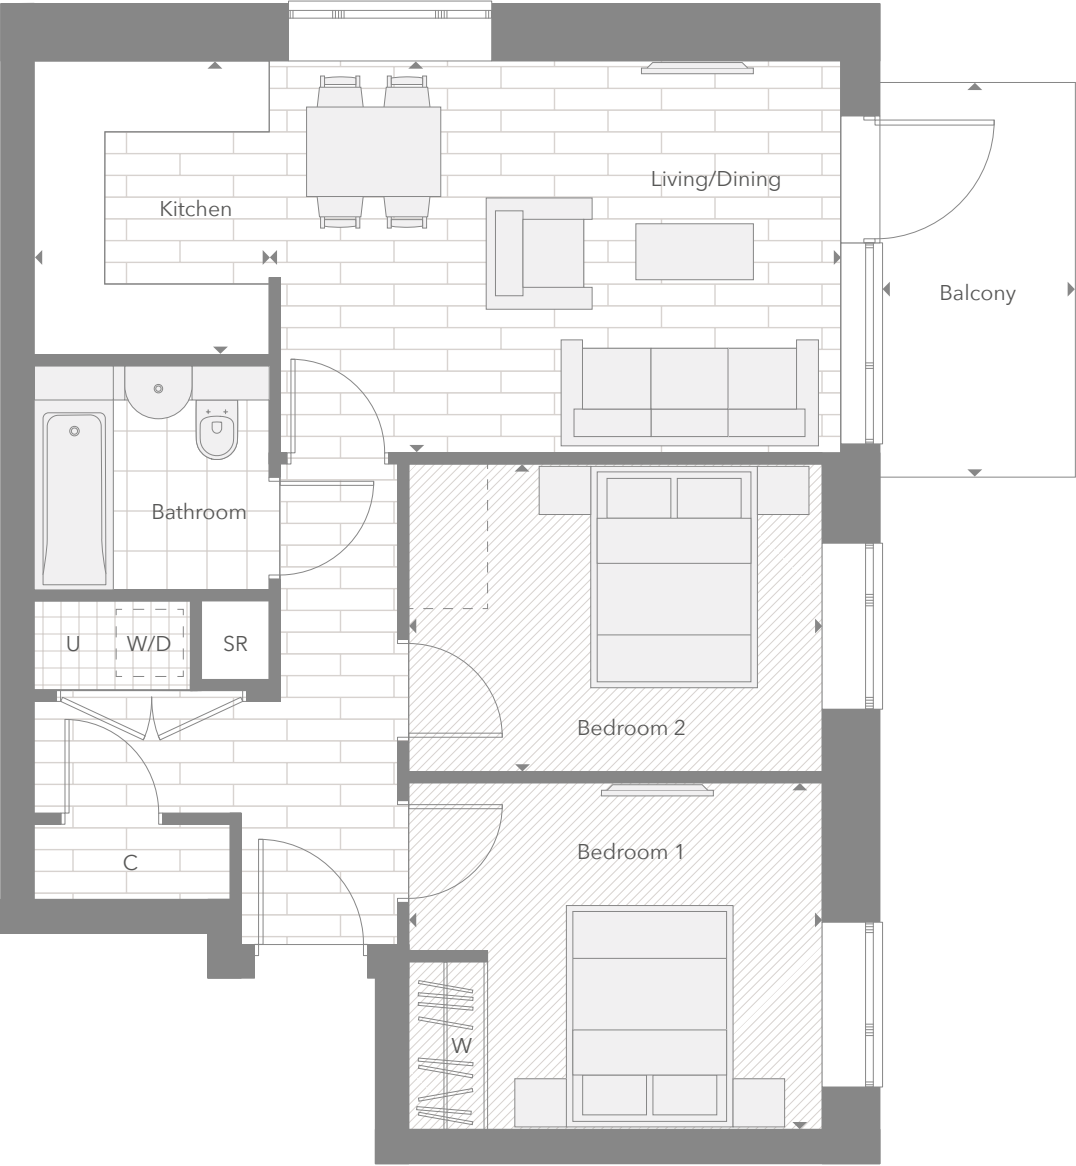 Living/Dining
Kitchen
Balcony
Bathroom
U
W/D
SR
Bedroom 2
Bedroom 1
C
W